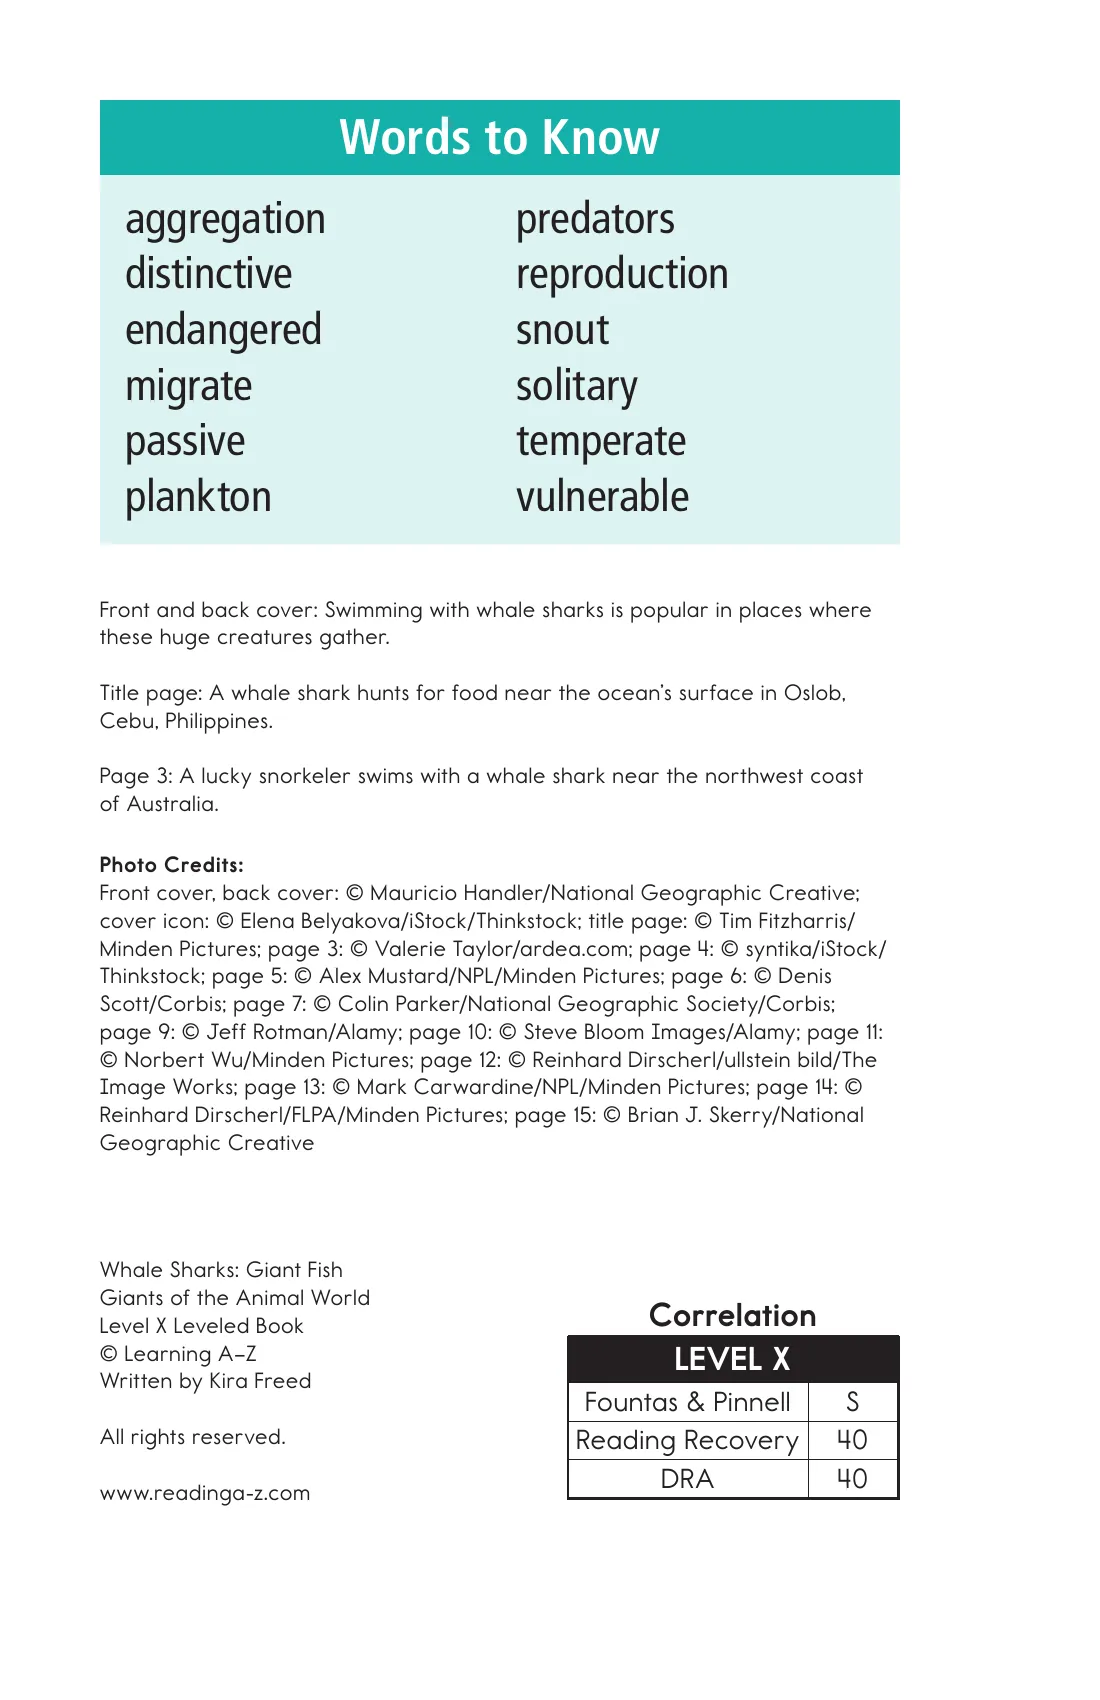 Words to Know
aggregation
distinctive
endangered
migrate
passive
plankton
predators
reproduction
snout
solitary
temperate
vulnerable
Front and back cover: Swimming with whale sharks is popular in places where
these huge creatures gather.
Title page: A whale shark hunts for food near the ocean's surface in Oslob,
Cebu, Philippines.
Page 3: A lucky snorkeler swims with a whale shark near the northwest coast
of Australia.
Photo Credits:
Front cover, back cover: © Mauricio Handler/National Geographic Creative;
cover icon: © Elena Belyakova/iStock/Thinkstock; title page: © Tim Fitzharris/
Minden Pictures; page 3: © Valerie Taylor/ardea.com; page 4: © syntika/iStock/
Thinkstock; page 5: © Alex Mustard/NPL/Minden Pictures; page 6: © Denis
Scott/Corbis; page 7: © Colin Parker/National Geographic Society/Corbis;
page 9: © Jeff Rotman/Alamy; page 10: © Steve Bloom Images/Alamy; page 11:
© Norbert Wu/Minden Pictures; page 12: © Reinhard Dirscherl/ullstein bild/The
Image Works; page 13: © Mark Carwardine/NPL/Minden Pictures; page 14: ©
Reinhard Dirscherl/FLPA/Minden Pictures; page 15: © Brian J. Skerry/National
Geographic Creative
Whale Sharks: Giant Fish
Giants of the Animal World
Level X Leveled Book
© Learning A–Z
Written by Kira Freed
All rights reserved.
www.readinga-z.com
Correlation
LEVEL X
Fountas & Pinnell S
Reading Recovery 40
DRA 40